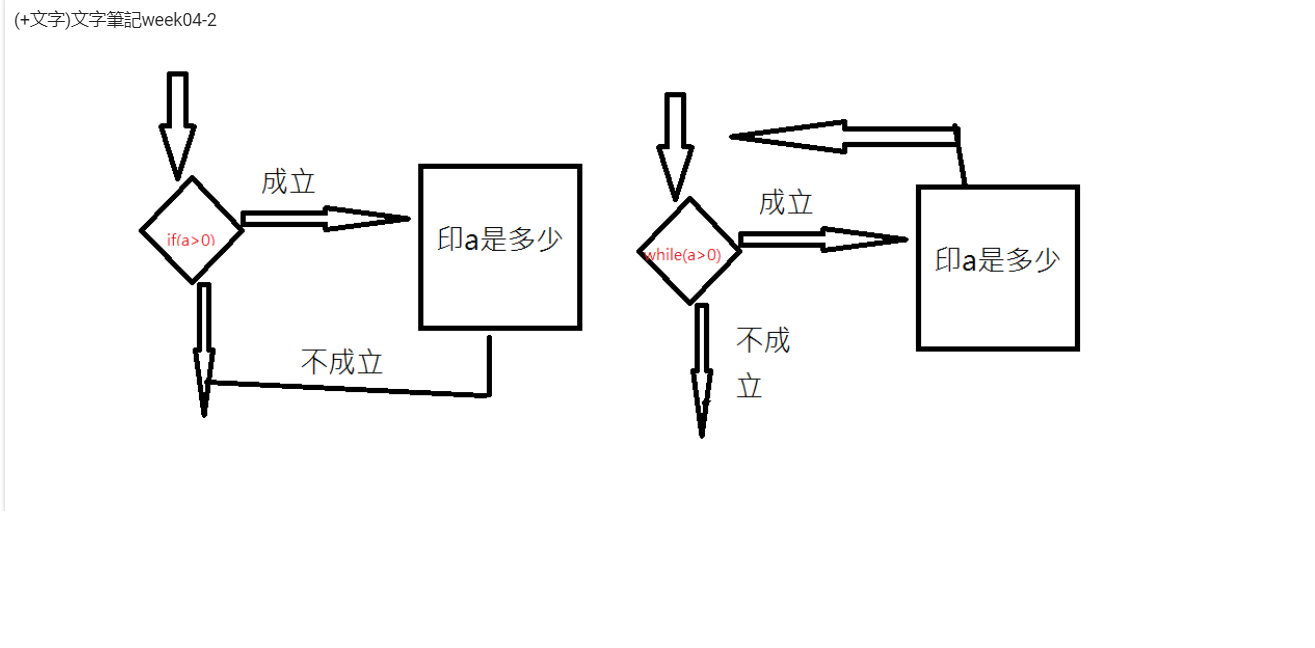 (+文字)文字筆記week04-2
成立
if(a>0)
印a是多少
不成立
成立
while(a>0)
印a是多少
不成
立